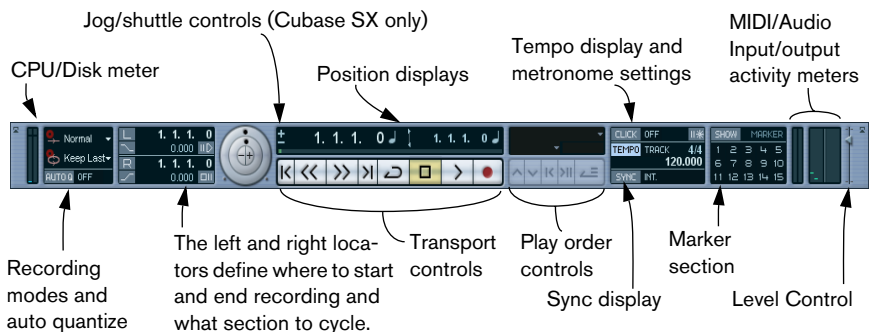 Jog/shuttle controls (Cubase SX only)
MIDI/Audio
Input/output
activity meters
Tempo display and
metronome settings
CPU/Disk meter
Position displays
Normal
Keep Last
AUTO Q OFF
L 1. 1. 1. 0
0.000
R 1. 1. 1. 0
0.000
1. 1. 1. 0
1. 1. 1. 0
CLICK OFF
TEMPO TRACK 4/4
120.000
SYNC INT.
SHOW MARKER
1 2 3 4 5
6 7 8 9 10
11 12 13 14 15
Recording
modes and
auto quantize
The left and right loca-
tors define where to start
and end recording and
what section to cycle.
Transport
controls
Play order
controls
Sync display
Marker
section
Level Control